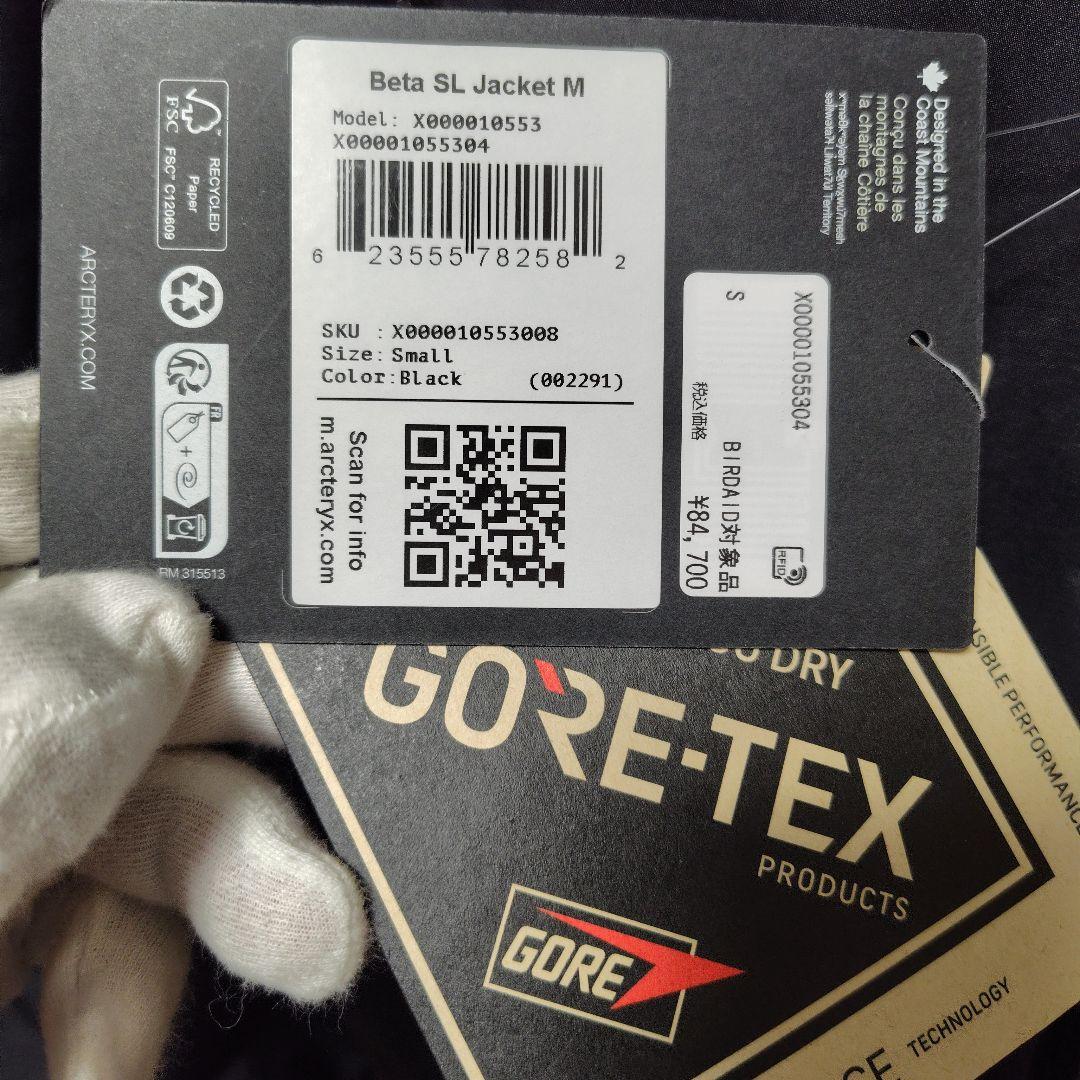 Beta SL Jacket M
Model: X000010553
X00001055304
6 23555 78258 2
SKU : X000010553008
Size: Small
Color: Black (002291)
Scan for info
m.arcteryx.com
FSC
RECYCLED
Paper
FSC™ C120609
ARCTERYX.COM
FR
RM 315513
Designed in the
Coast Mountains
Conçu dans les
montagnes de
la chaîne Côtière
Territory
X00001055304
S
BIRDAID対象品
税込価格
¥84,700
RFID
DRY
GORE-TEX
PRODUCTS
GORE
TECHNOLOGY